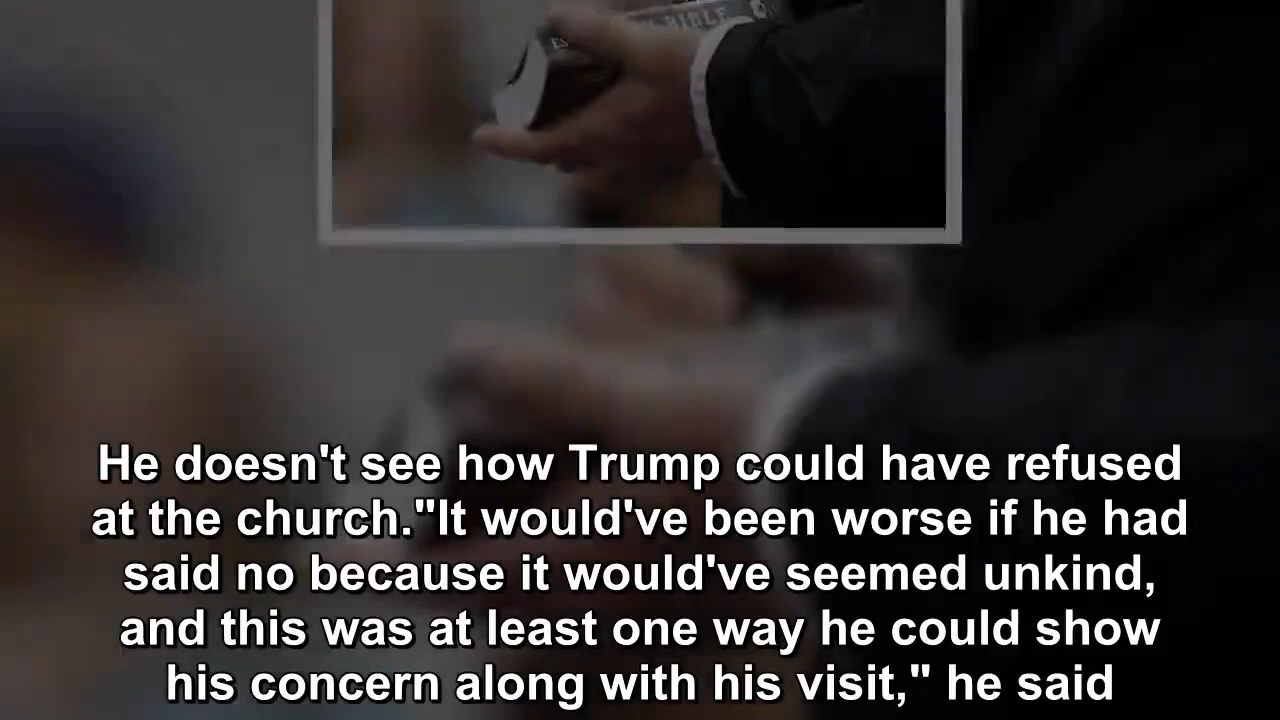 BIBLE
He doesn't see how Trump could have refused
at the church."It would've been worse if he had
said no because it would've seemed unkind,
and this was at least one way he could show
his concern along with his visit," he said